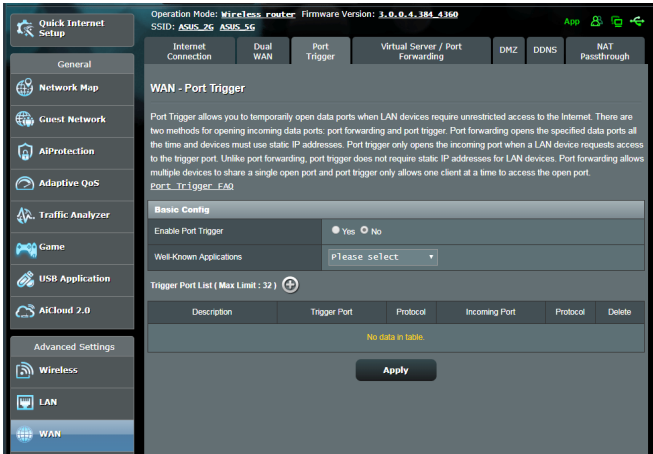 Quick Internet
Setup
General
Network Map
Guest Network
AiProtection
Adaptive QoS
Traffic Analyzer
Game
USB Application
AiCloud 2.0
Advanced Settings
Wireless
LAN
WAN
Operation Mode: Wireless router Firmware Version: 3.0.0.4.384_4360
SSID: ASUS_2G ASUS_5G
App
Internet
Connection
Dual
WAN
Port
Trigger
Virtual Server / Port
Forwarding
DMZ
DDNS
NAT
Passthrough
WAN - Port Trigger
Port Trigger allows you to temporarily open data ports when LAN devices require unrestricted access to the Internet. There are
two methods for opening incoming data ports: port forwarding and port trigger. Port forwarding opens the specified data ports all
the time and devices must use static IP addresses. Port trigger only opens the incoming port when a LAN device requests access
to the trigger port. Unlike port forwarding, port trigger does not require static IP addresses for LAN devices. Port forwarding allows
multiple devices to share a single open port and port trigger only allows one client at a time to access the open port.
Port Trigger FAQ
Basic Config
Enable Port Trigger
Yes No
Well-Known Applications
Please select
Trigger Port List ( Max Limit : 32 )
Description Trigger Port Protocol Incoming Port Protocol Delete
No data in table.
Apply